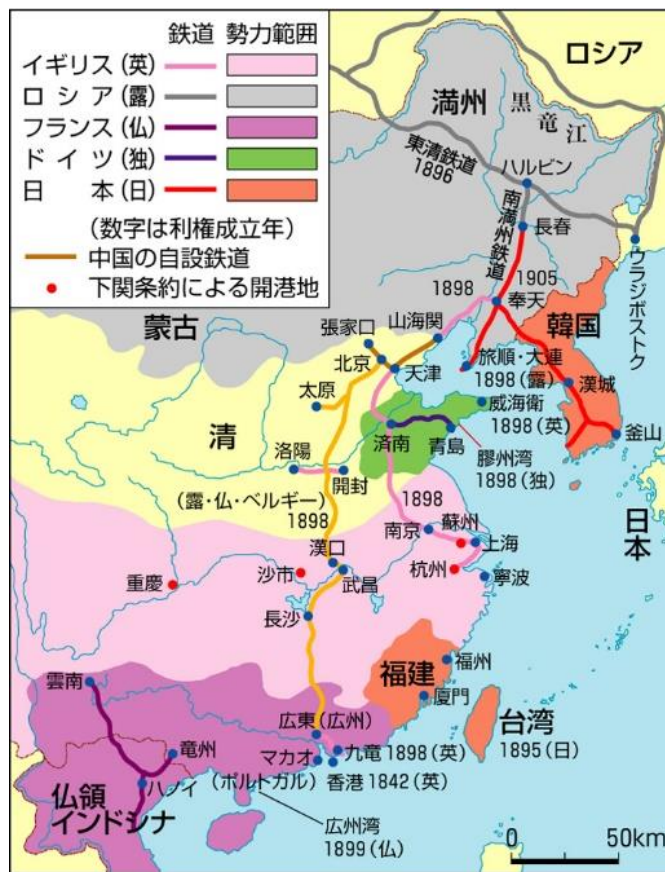 鉄道 勢力範囲
イギリス(英)
ロシア(露)
フランス(仏)
ドイツ(独)
日本(日)
(数字は利権成立年)
中国の自設鉄道
下関条約による開港地
ロシア
満州
黒竜江
東清鉄道
1896
ハルビン
南満州鉄道
長春
ウラジボストク
1905
1898
奉天
蒙古
張家口
山海関
韓国
北京
天津
旅順・大連
1898(露)
漢城
太原
威海衛
1898(英)
清
済南
青島
釜山
洛陽
開封
膠州湾
1898(独)
(露・仏・ベルギー)
1898
1898
日本
南京
蘇州
上海
漢口
重慶
沙市
武昌
杭州
寧波
長沙
雲南
福建
福州
厦門
台湾
1895(日)
広東(広州)
竜州
マカオ
(ポルトガル)
九竜 1898(英)
香港 1842(英)
ハノイ
仏領
インドシナ
広州湾
1899(仏)
0 50km